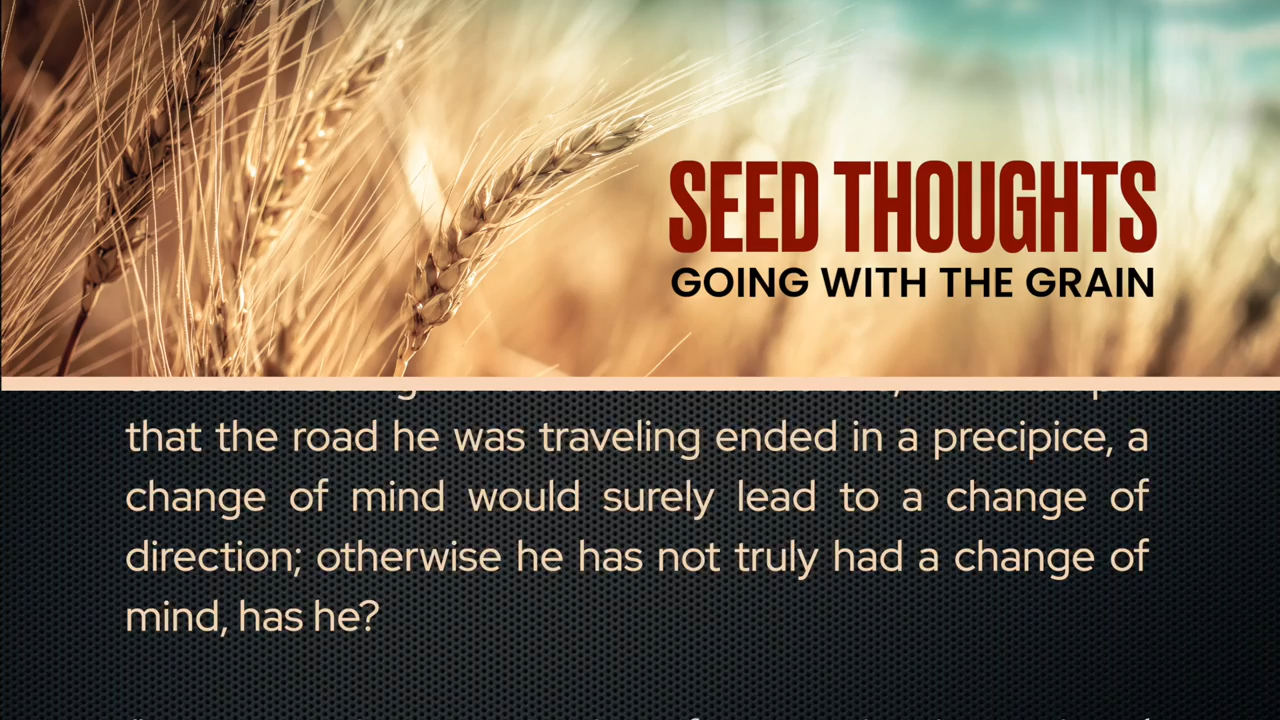 SEED THOUGHTS
GOING WITH THE GRAIN
that the road he was traveling ended in a precipice, a
change of mind would surely lead to a change of
direction; otherwise he has not truly had a change of
mind, has he?